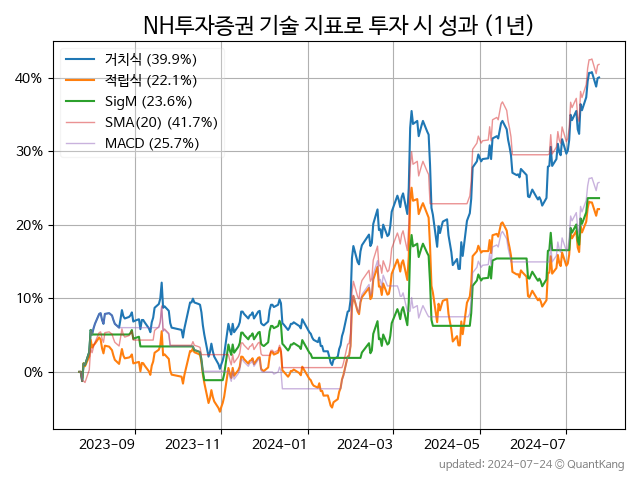 NH투자증권 기술 지표로 투자 시 성과 (1년)
거치식 (39.9%)
적립식 (22.1%)
SigM (23.6%)
SMA(20) (41.7%)
MACD (25.7%)
40%
30%
20%
10%
0%
2023-09 2023-11 2024-01 2024-03 2024-05 2024-07
updated: 2024-07-24 © QuantKang